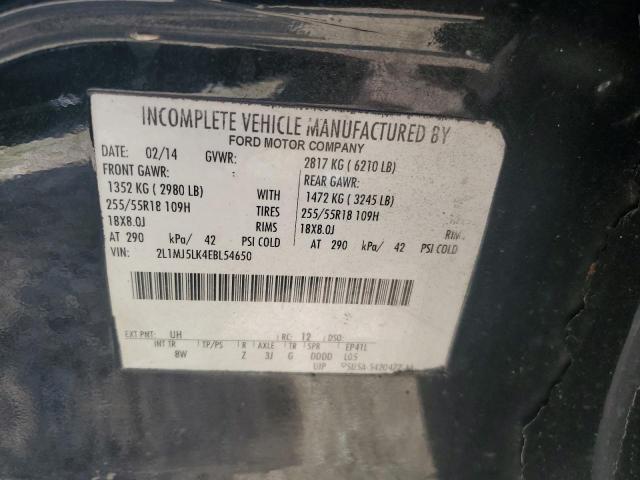 INCOMPLETE VEHICLE MANUFACTURED BY
FORD MOTOR COMPANY
DATE: 02/14 GVWR: 2817 KG ( 6210 LB)
FRONT GAWR: REAR GAWR:
1352 KG ( 2980 LB) WITH 1472 KG ( 3245 LB)
255/55R18 109H TIRES 255/55R18 109H
18X8.0J RIMS 18X8.0J RIMS
AT 290 kPa/ 42 PSI COLD AT 290 kPa/ 42 PSI COLD
VIN: 2L1MJ5LK4EBL54650
EXT PNT: UH RC: 12 DSO:
INT TR TP/PS R AXLE TR SPR EP41L
8W Z 3J G DDDD L05
UIP